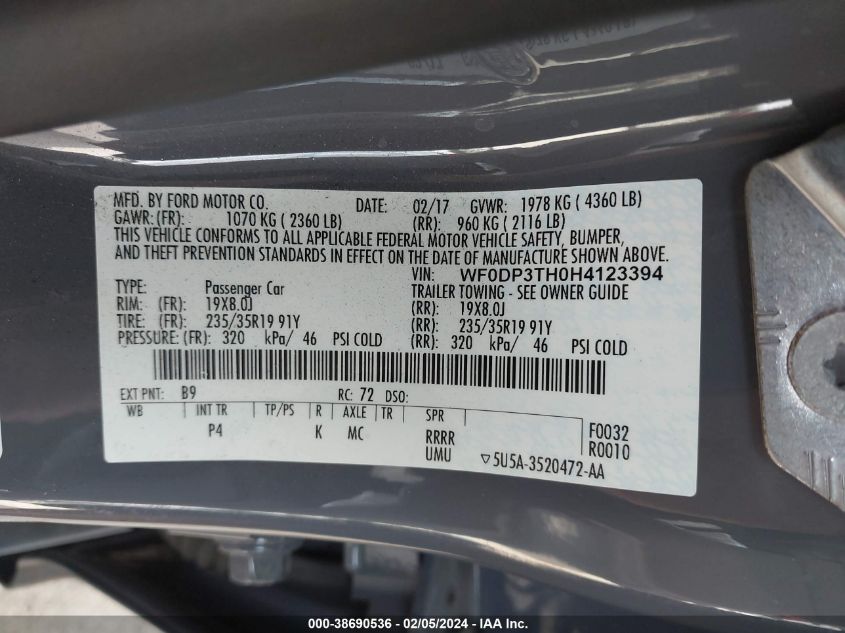 MFD. BY FORD MOTOR CO. DATE: 02/17 GVWR: 1978 KG ( 4360 LB)
GAWR: (FR): 1070 KG ( 2360 LB) (RR): 960 KG ( 2116 LB)
THIS VEHICLE CONFORMS TO ALL APPLICABLE FEDERAL MOTOR VEHICLE SAFETY, BUMPER,
AND THEFT PREVENTION STANDARDS IN EFFECT ON THE DATE OF MANUFACTURE SHOWN ABOVE.
VIN: WF0DP3TH0H4123394
TYPE: Passenger Car TRAILER TOWING - SEE OWNER GUIDE
RIM: (FR): 19X8.0J (RR): 19X8.0J
TIRE: (FR): 235/35R19 91Y (RR): 235/35R19 91Y
PRESSURE: (FR): 320 kPa/ 46 PSI COLD (RR): 320 kPa/ 46 PSI COLD
EXT PNT: B9 RC: 72 DSO:
WB INT TR TP/PS R AXLE TR SPR
P4 K MC RRRR F0032
UMU R0010
▽5U5A-3520472-AA
000-38690536 - 02/05/2024 - IAA Inc.